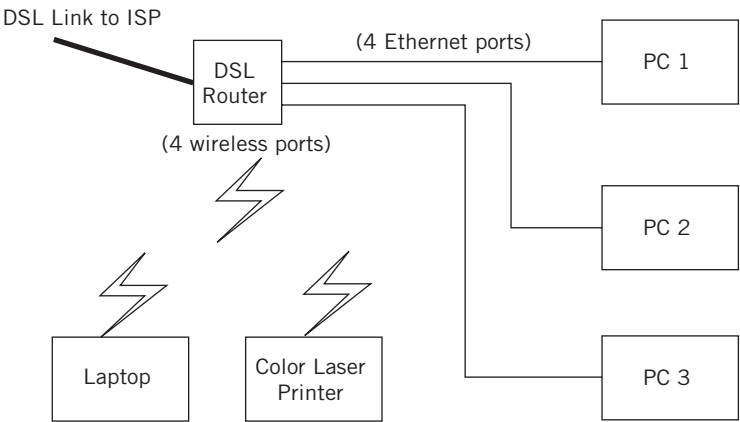 DSL Link to ISP
(4 Ethernet ports)
DSL
Router
PC 1
(4 wireless ports)
PC 2
Laptop
Color Laser
Printer
PC 3